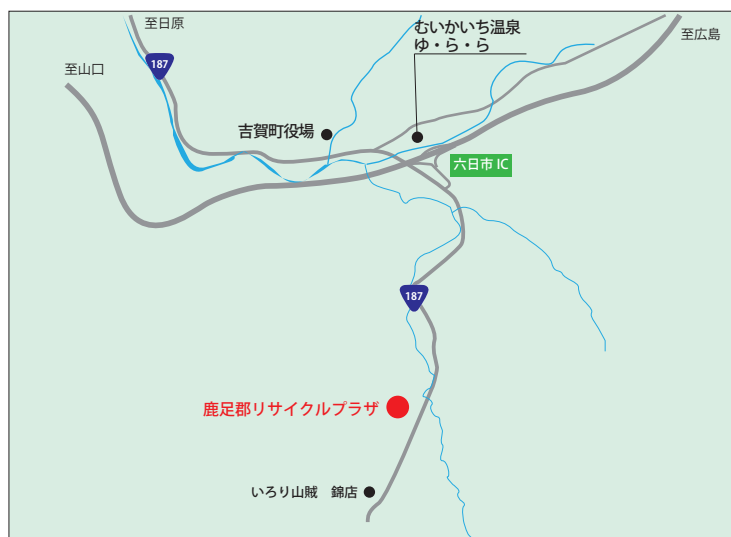 至日原
むいかいち温泉
ゆ・ら・ら
至広島
至山口
187
吉賀町役場
六日市 IC
187
鹿足郡リサイクルプラザ
いろり山賊　錦店